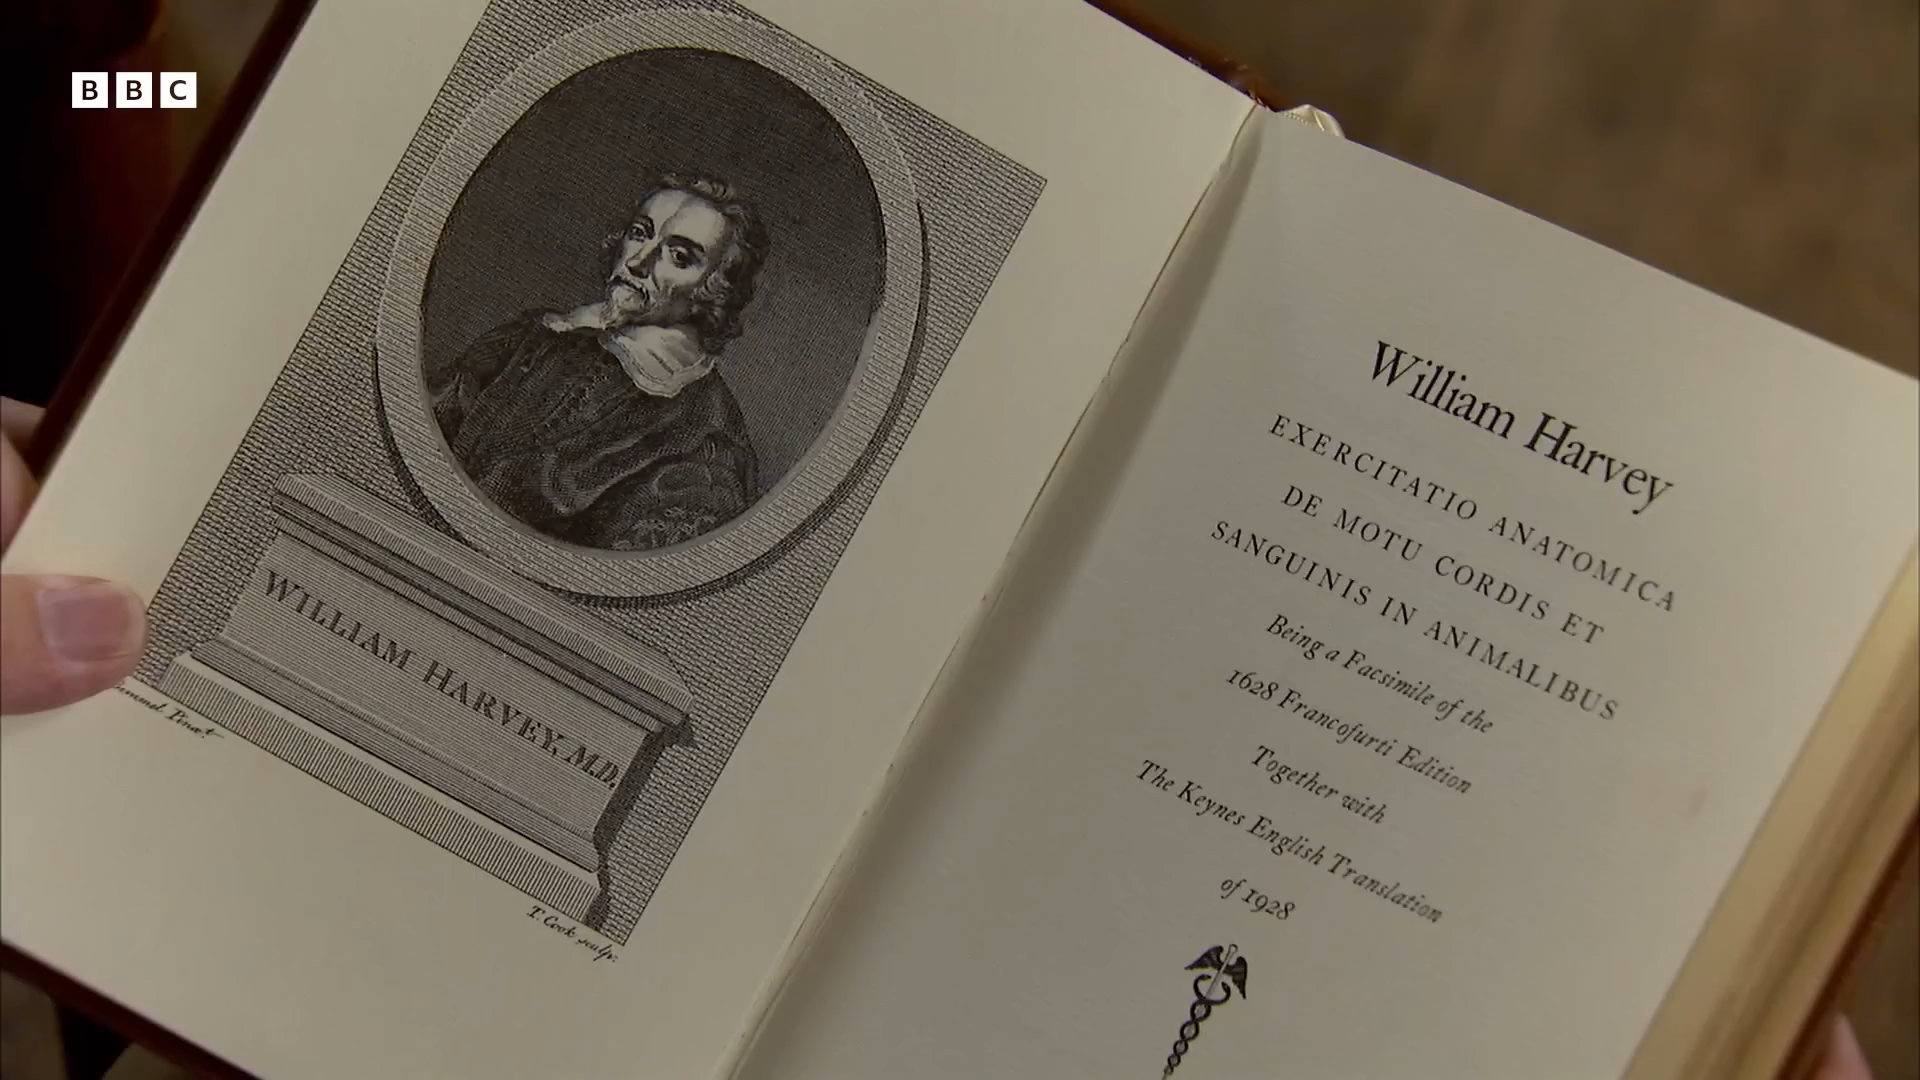 BBC
WILLIAM HARVEY, M.D.
Pinxt.
T. Cook sculp.
William Harvey
EXERCITATIO ANATOMICA
DE MOTU CORDIS ET
SANGUINIS IN ANIMALIBUS
Being a Facsimile of the
1628 Francofurti Edition
Together with
The Keynes English Translation
of 1928